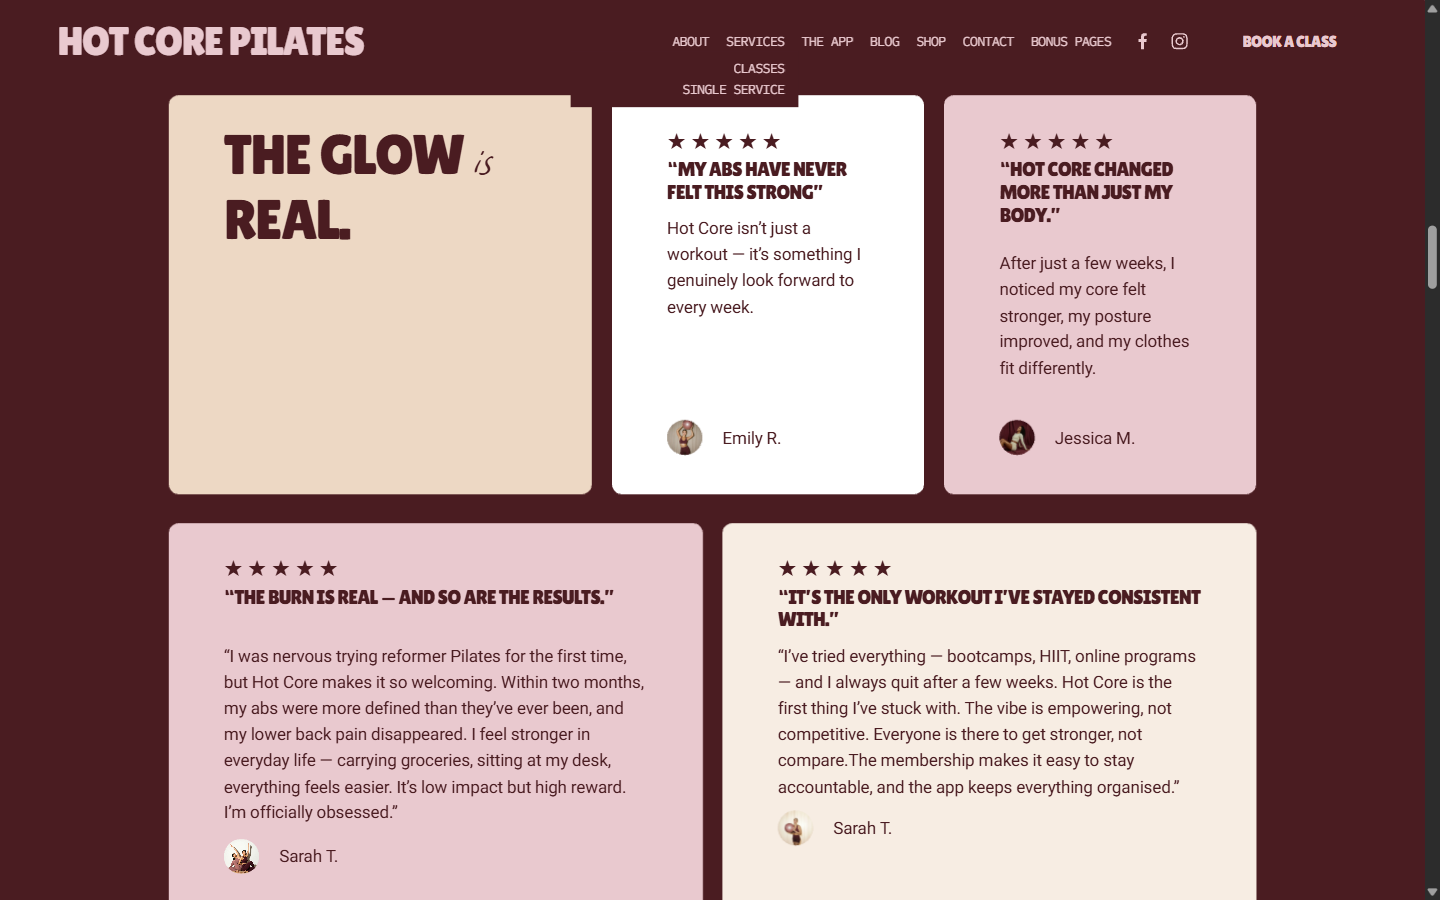 HOT CORE PILATES
ABOUT SERVICES THE APP BLOG SHOP CONTACT BONUS PAGES
BOOK A CLASS
CLASSES
SINGLE SERVICE
THE GLOW is
REAL.
★ ★ ★ ★ ★
“MY ABS HAVE NEVER
FELT THIS STRONG”
Hot Core isn’t just a
workout — it’s something I
genuinely look forward to
every week.
Emily R.
★ ★ ★ ★ ★
“HOT CORE CHANGED
MORE THAN JUST MY
BODY.”
After just a few weeks, I
noticed my core felt
stronger, my posture
improved, and my clothes
fit differently.
Jessica M.
★ ★ ★ ★ ★
“THE BURN IS REAL — AND SO ARE THE RESULTS.”
“I was nervous trying reformer Pilates for the first time,
but Hot Core makes it so welcoming. Within two months,
my abs were more defined than they’ve ever been, and
my lower back pain disappeared. I feel stronger in
everyday life — carrying groceries, sitting at my desk,
everything feels easier. It’s low impact but high reward.
I’m officially obsessed.”
Sarah T.
★ ★ ★ ★ ★
“IT’S THE ONLY WORKOUT I’VE STAYED CONSISTENT
WITH.”
“I’ve tried everything — bootcamps, HIIT, online programs
— and I always quit after a few weeks. Hot Core is the
first thing I’ve stuck with. The vibe is empowering, not
competitive. Everyone is there to get stronger, not
compare.The membership makes it easy to stay
accountable, and the app keeps everything organised.”
Sarah T.